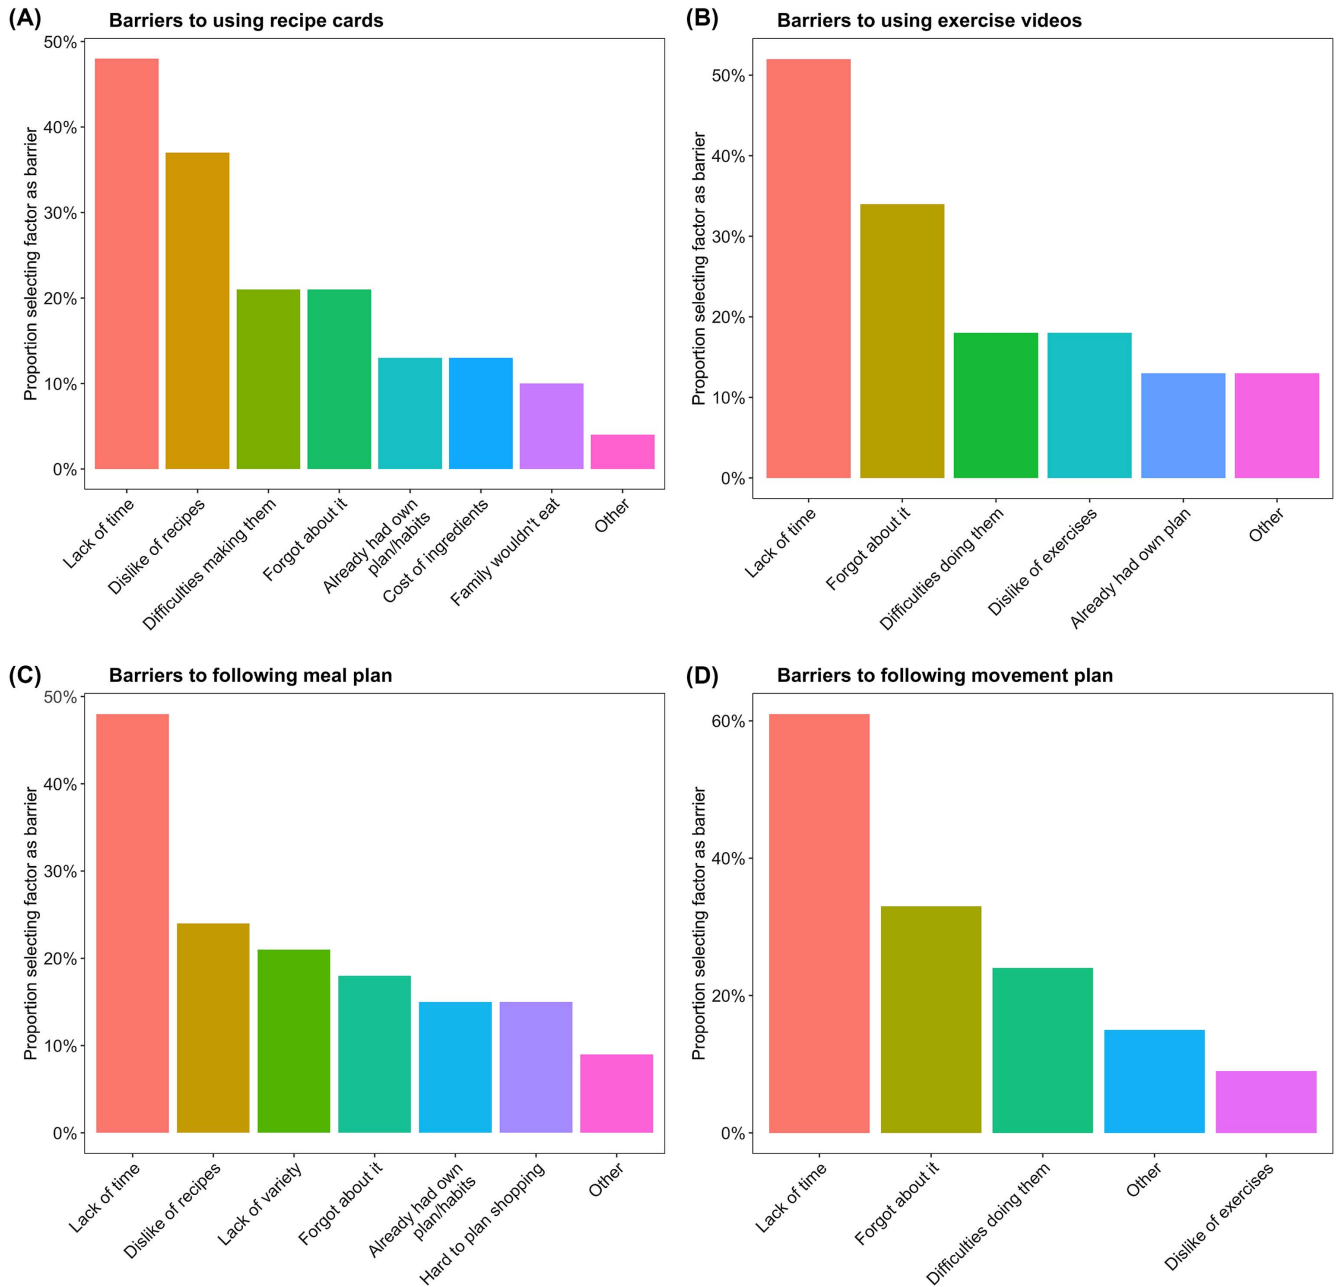 (A) Barriers to using recipe cards
Proportion selecting factor as barrier
50%
40%
30%
20%
10%
0%
Lack of time
Dislike of recipes
Difficulties making them
Forgot about it
Already had own
plan/habits
Cost of ingredients
Family wouldn't eat
Other
(B) Barriers to using exercise videos
Proportion selecting factor as barrier
50%
40%
30%
20%
10%
0%
Lack of time
Forgot about it
Difficulties doing them
Dislike of exercises
Already had own plan
Other
(C) Barriers to following meal plan
Proportion selecting factor as barrier
50%
40%
30%
20%
10%
0%
Lack of time
Dislike of recipes
Lack of variety
Forgot about it
Already had own
plan/habits
Hard to plan shopping
Other
(D) Barriers to following movement plan
Proportion selecting factor as barrier
60%
40%
20%
0%
Lack of time
Forgot about it
Difficulties doing them
Other
Dislike of exercises